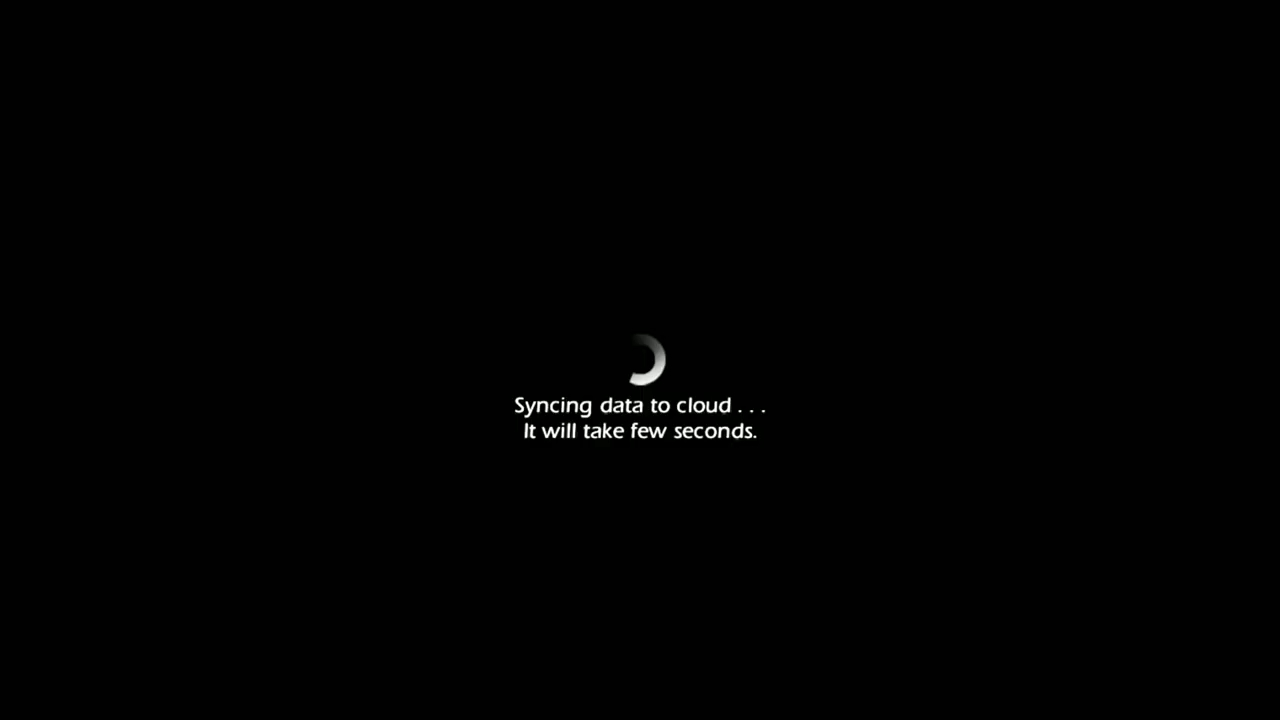 Syncing data to cloud . . .
It will take few seconds.